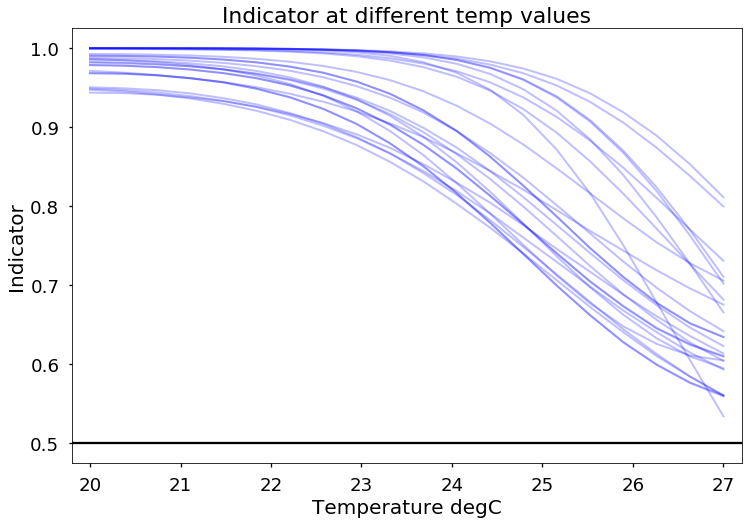 Indicator at different temp values
1.0
0.9
0.8
0.7
0.6
0.5
Indicator
20 21 22 23 24 25 26 27
Temperature degC